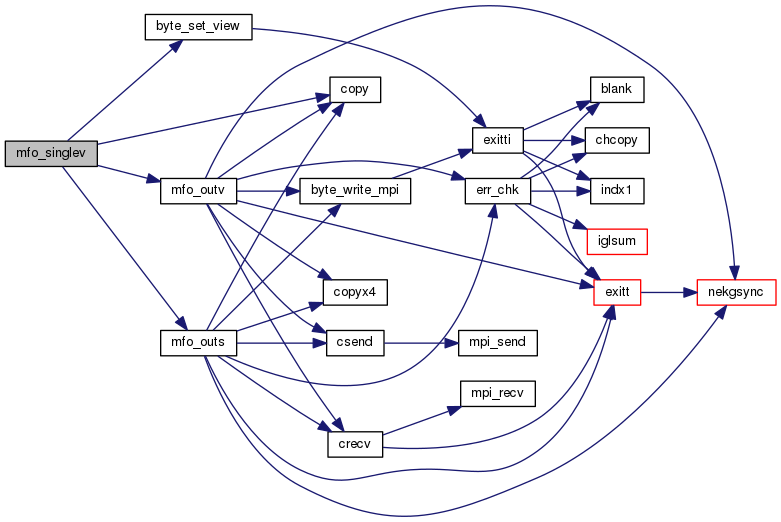 byte_set_view
copy
blank
mfo_singlev
exitti
chcopy
mfo_outv
byte_write_mpi
err_chk
indx1
iglsum
copyx4
exitt
nekgsync
mfo_outs
csend
mpi_send
mpi_recv
crecv